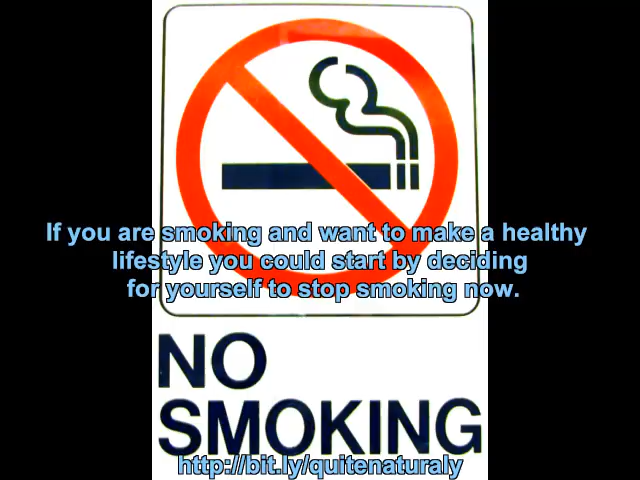 If you are smoking and want to make a healthy
lifestyle you could start by deciding
for yourself to stop smoking now.
NO
SMOKING
http://bit.ly/quitenaturaly